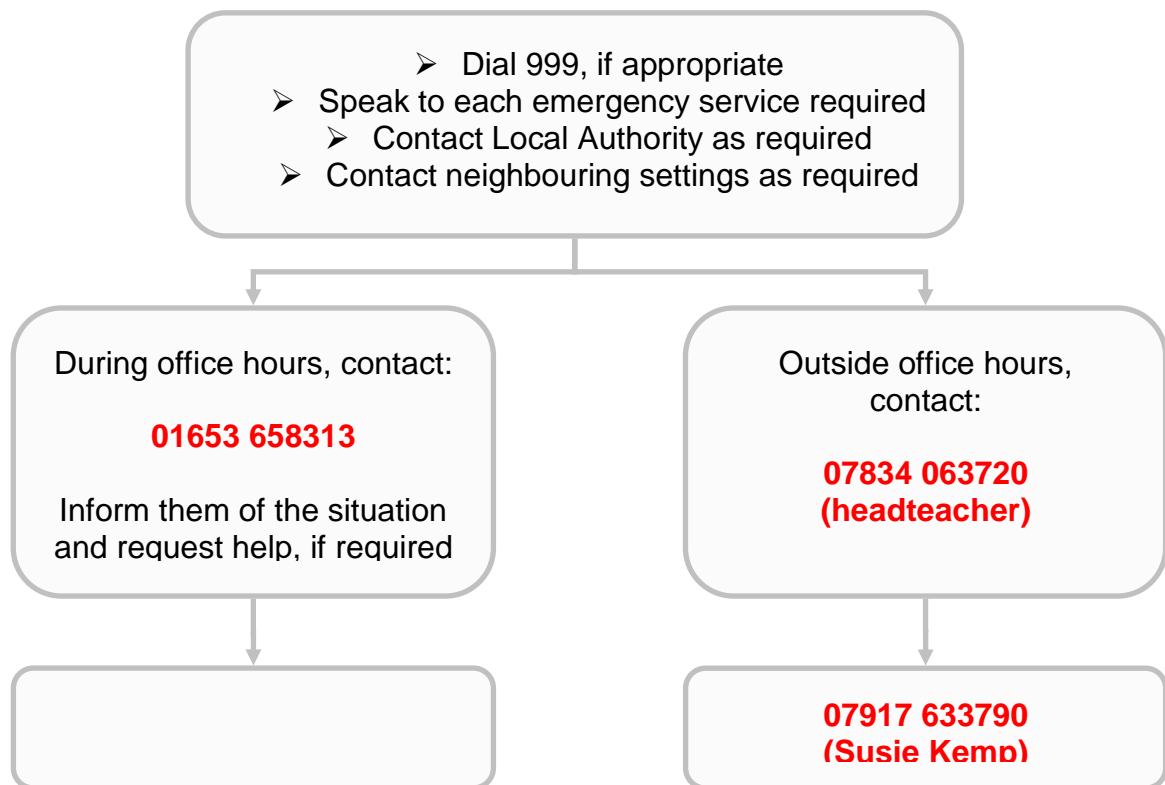 ➢ Dial 999, if appropriate
➢ Speak to each emergency service required
➢ Contact Local Authority as required
➢ Contact neighbouring settings as required
During office hours, contact:
01653 658313
Inform them of the situation
and request help, if required
Outside office hours,
contact:
07834 063720
(headteacher)
07917 633790
(Susie Kemp)